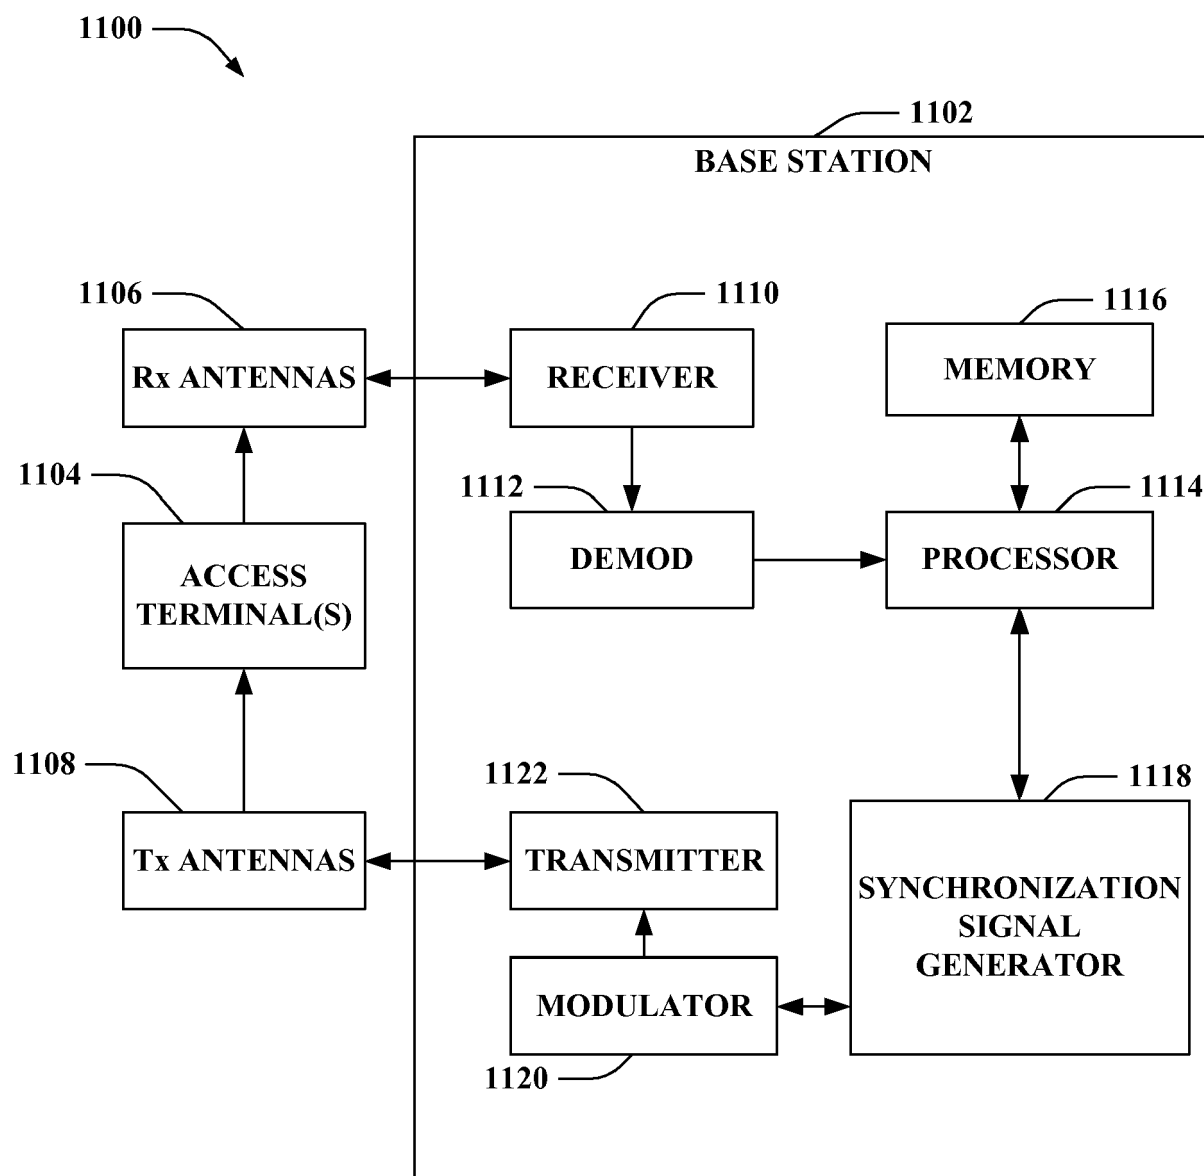 1100
1102
BASE STATION
1106
1110
1116
Rx ANTENNAS
RECEIVER
MEMORY
1104
1112
1114
ACCESS
TERMINAL(S)
DEMOD
PROCESSOR
1108
1122
1118
Tx ANTENNAS
TRANSMITTER
SYNCHRONIZATION
SIGNAL
GENERATOR
MODULATOR
1120